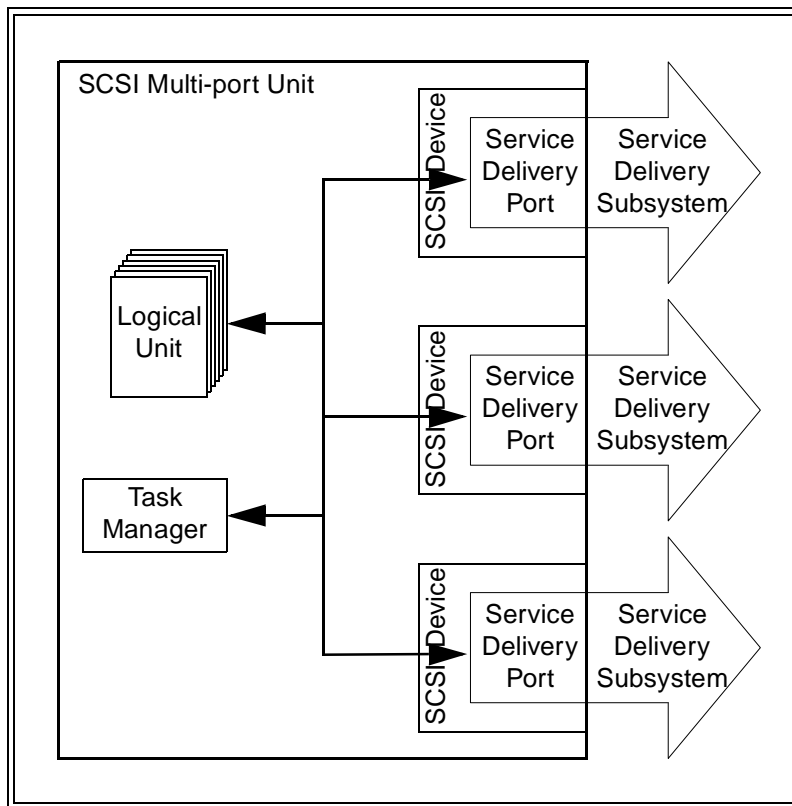 SCSI Multi-port Unit
SCSI Device
Service
Delivery
Port
Service
Delivery
Subsystem
Logical
Unit
SCSI Device
Service
Delivery
Port
Service
Delivery
Subsystem
Task
Manager
SCSI Device
Service
Delivery
Port
Service
Delivery
Subsystem